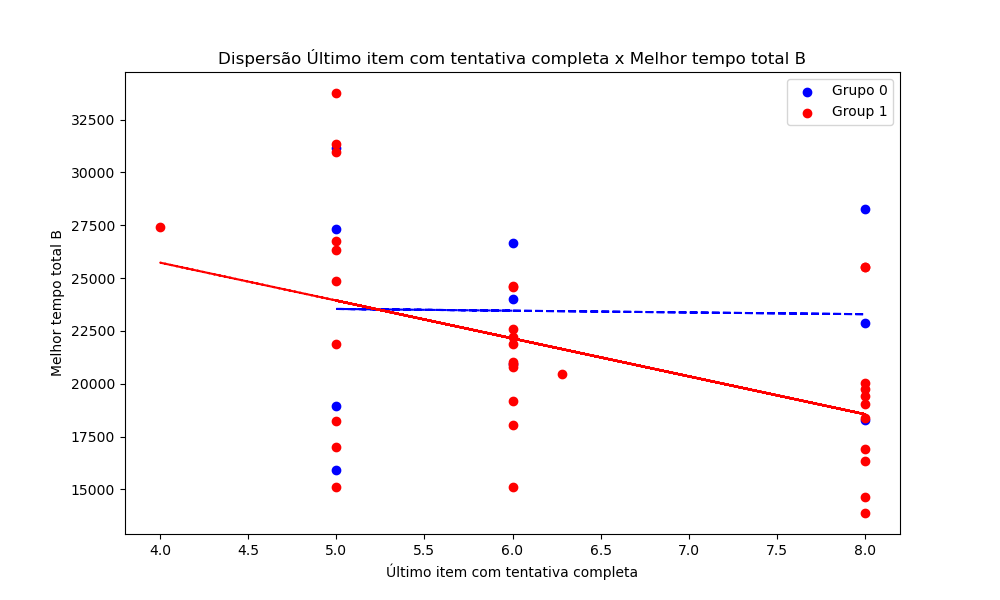 Dispersão Último item com tentativa completa x Melhor tempo total B
Grupo 0
Group 1
32500
30000
27500
25000
22500
20000
17500
15000
Melhor tempo total B
4.0 4.5 5.0 5.5 6.0 6.5 7.0 7.5 8.0
Último item com tentativa completa